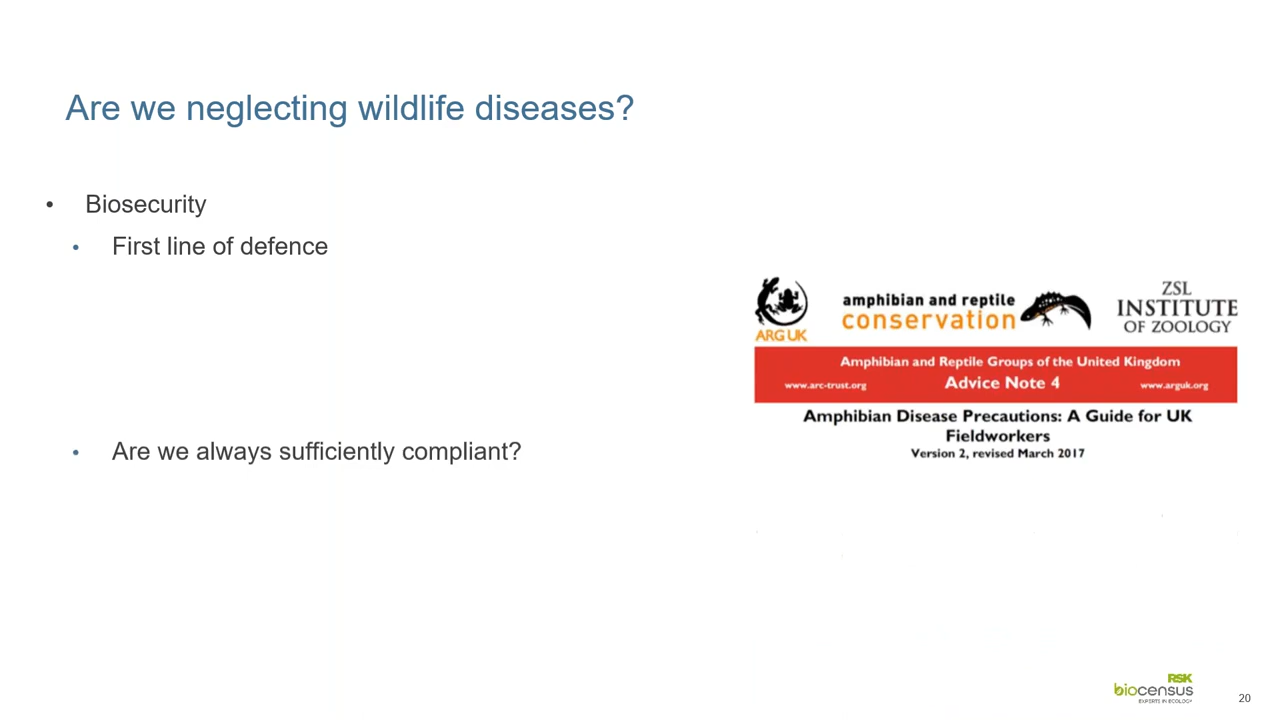 Are we neglecting wildlife diseases?
• Biosecurity
• First line of defence
• Are we always sufficiently compliant?
ARG UK
amphibian and reptile
conservation
ZSL
INSTITUTE
OF ZOOLOGY
Amphibian and Reptile Groups of the United Kingdom
www.arc-trust.org Advice Note 4 www.arguk.org
Amphibian Disease Precautions: A Guide for UK
Fieldworkers
Version 2, revised March 2017
RSK
biocensus
EXPERTS IN ECOLOGY
20